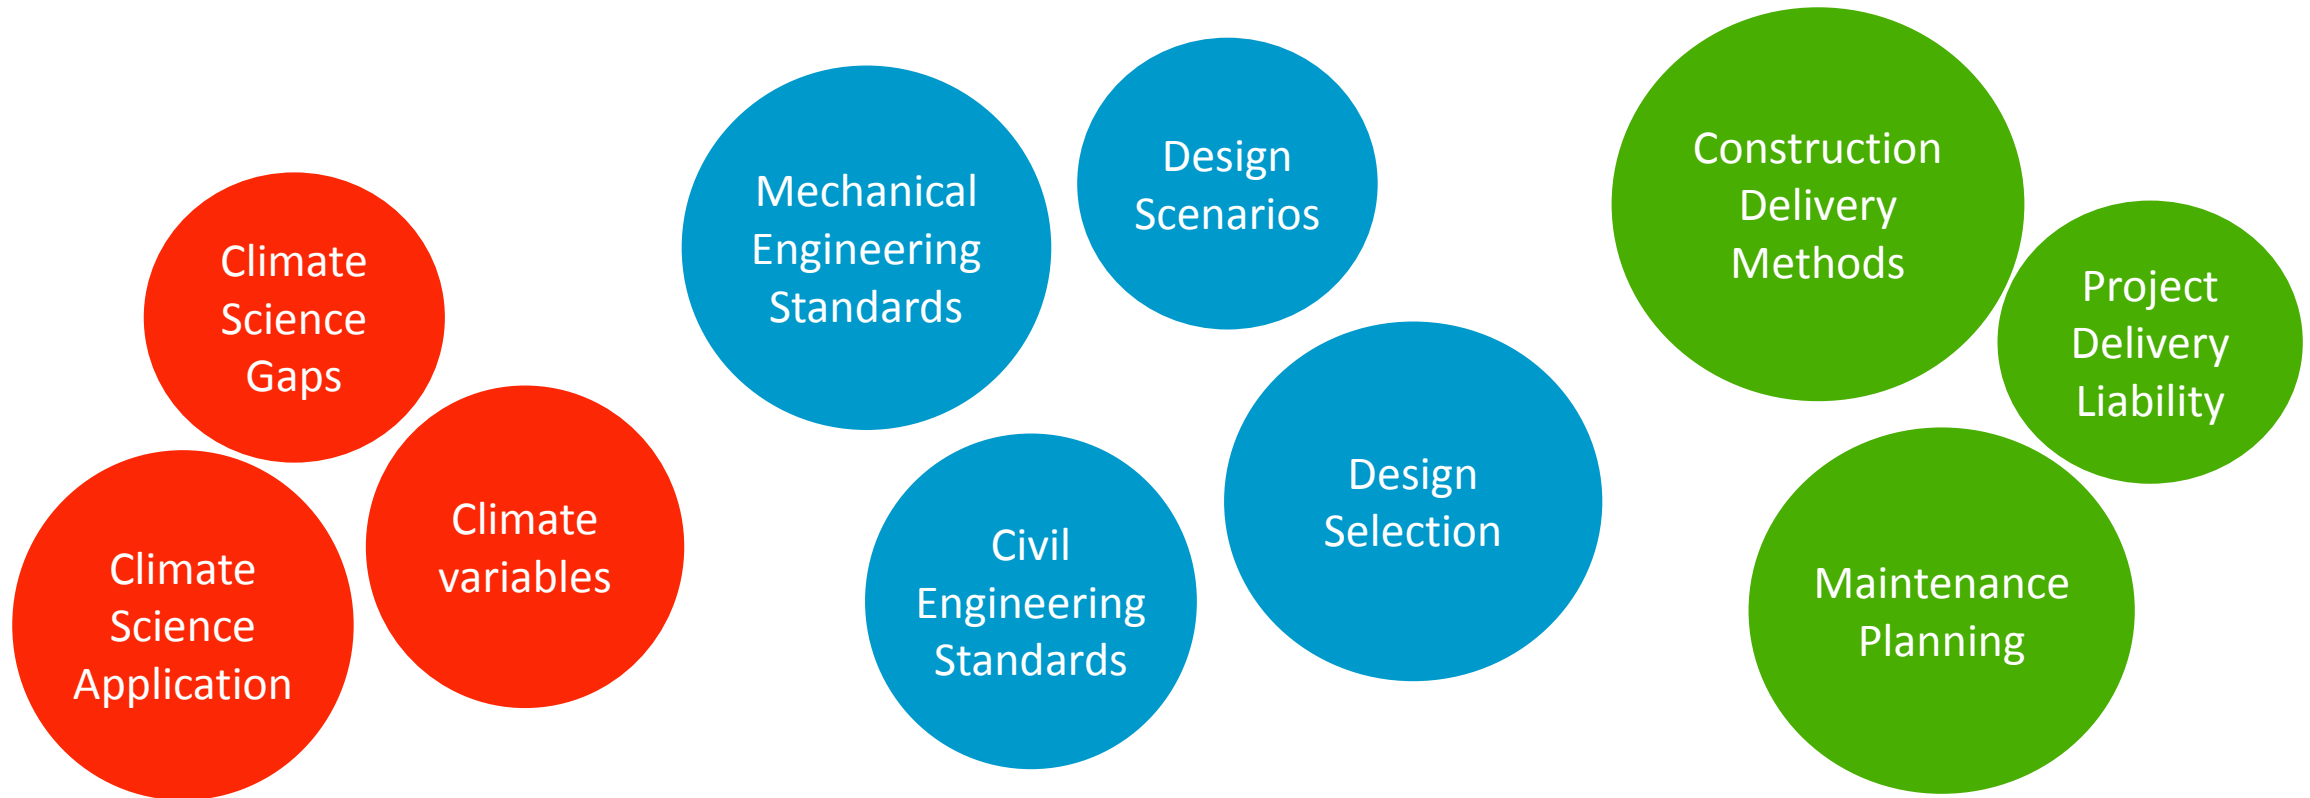 Climate
Science
Gaps
Climate
Science
Application
Climate
variables
Mechanical
Engineering
Standards
Design
Scenarios
Civil
Engineering
Standards
Design
Selection
Construction
Delivery
Methods
Project
Delivery
Liability
Maintenance
Planning